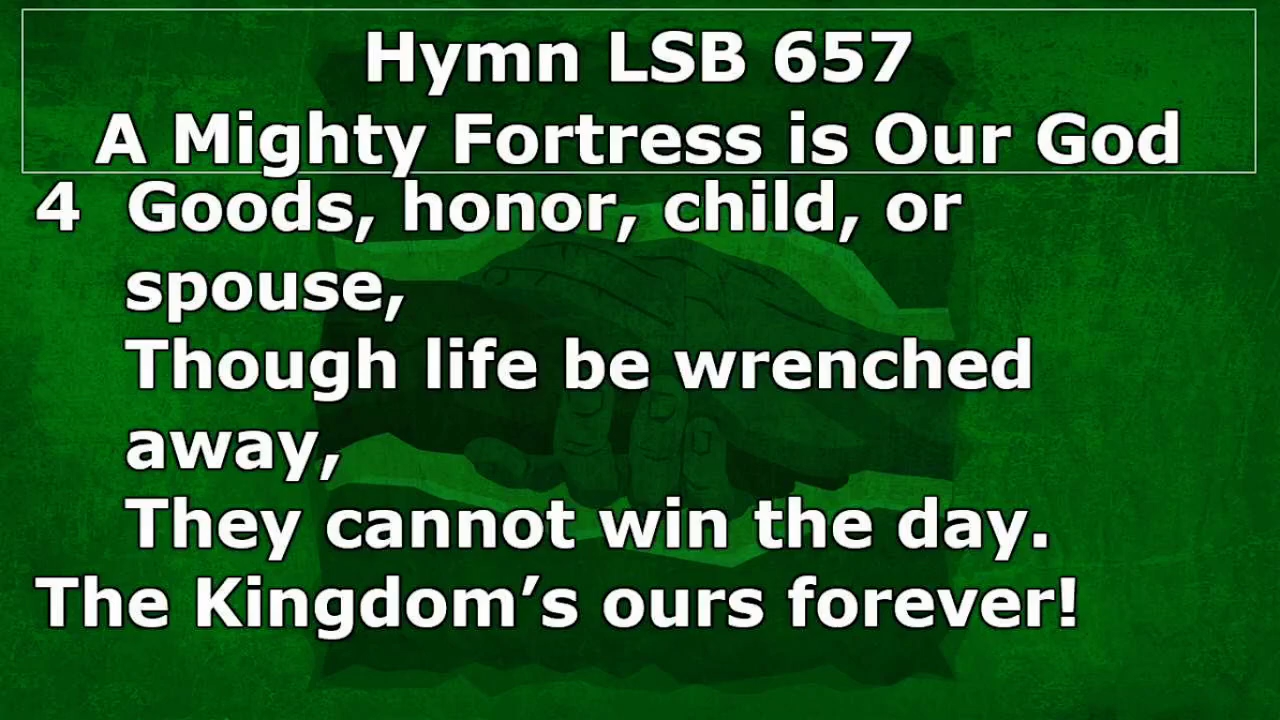 Hymn LSB 657
A Mighty Fortress is Our God
4 Goods, honor, child, or
spouse,
Though life be wrenched
away,
They cannot win the day.
The Kingdom’s ours forever!